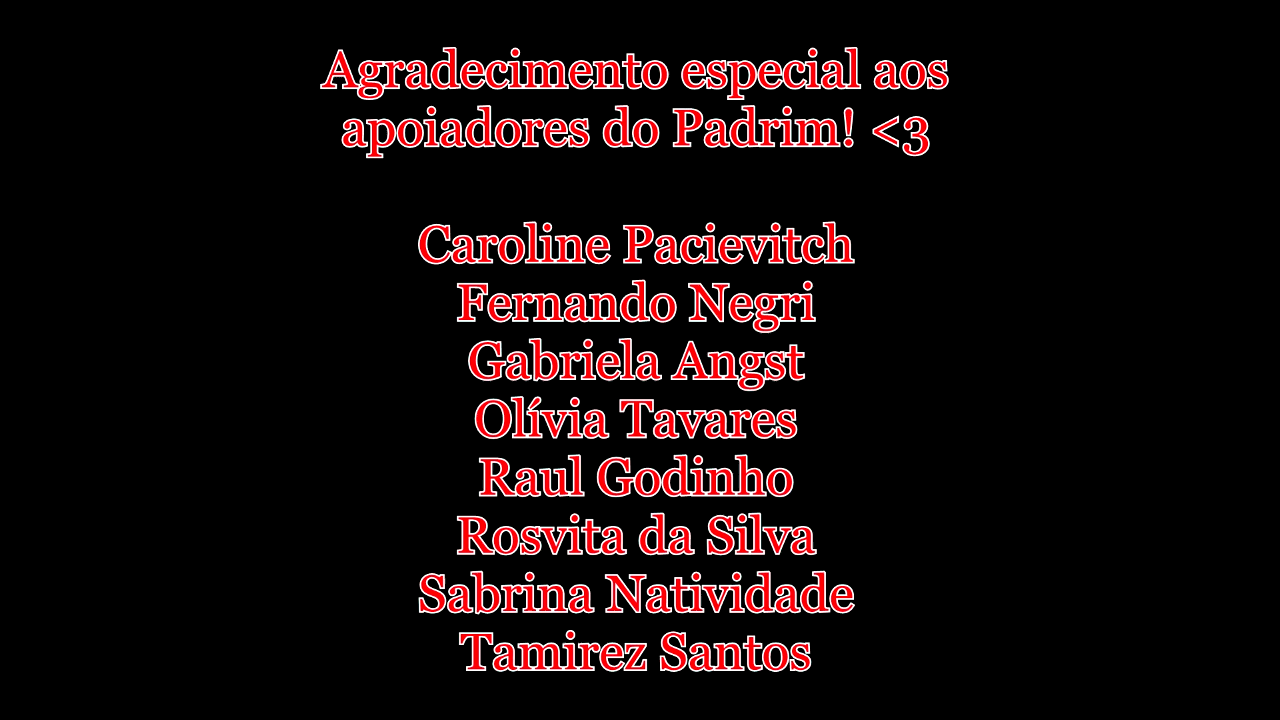 Agradecimento especial aos
apoiadores do Padrim! <3
Caroline Pacievitch
Fernando Negri
Gabriela Angst
Olívia Tavares
Raul Godinho
Rosvita da Silva
Sabrina Natividade
Tamirez Santos